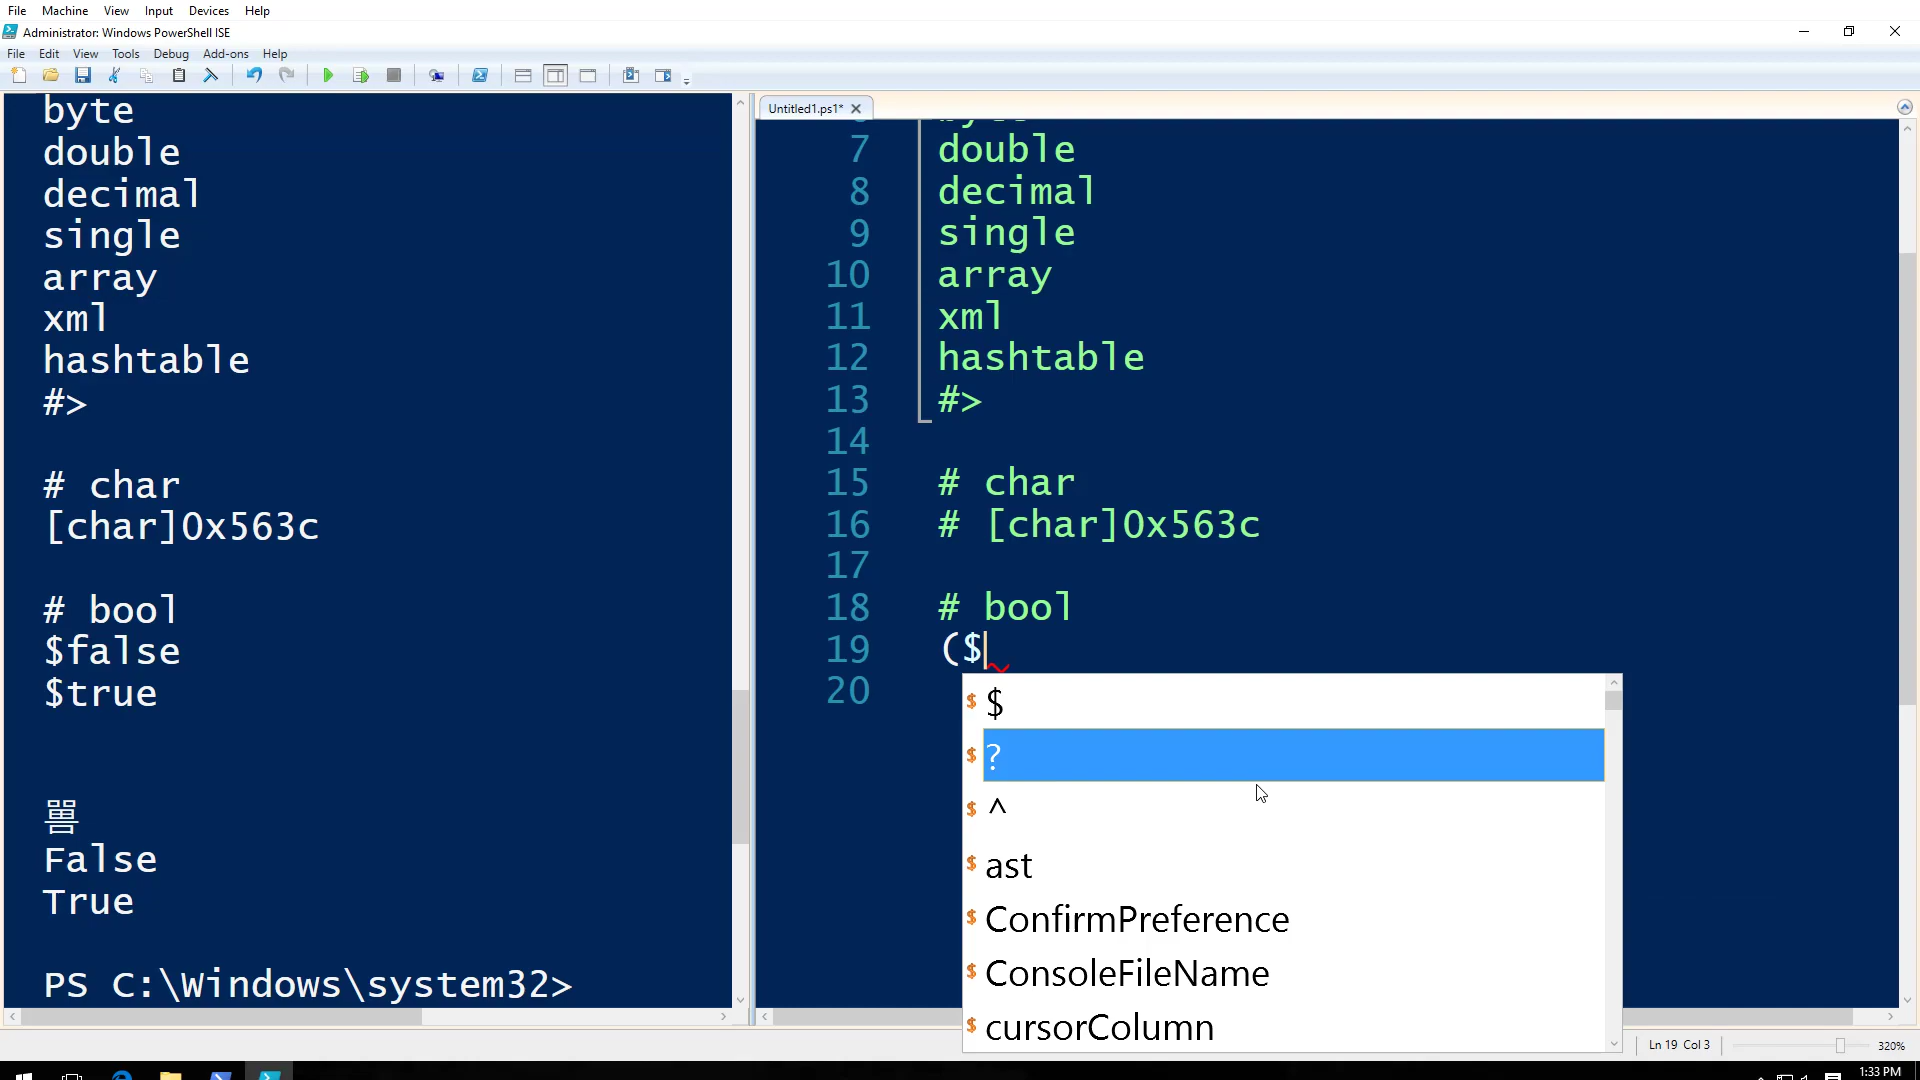 File Machine View Input Devices Help
Administrator: Windows PowerShell ISE
File Edit View Tools Debug Add-ons Help
byte
double
decimal
single
array
xml
hashtable
#>
# char
[char]0x563c
# bool
$false
$true
嘼
False
True
PS C:\Windows\system32>
Untitled1.ps1*
7 double
8 decimal
9 single
10 array
11 xml
12 hashtable
13 #>
14
15 # char
16 # [char]0x563c
17
18 # bool
19 ($
20
$ $
$ ?
$ ^
$ ast
$ ConfirmPreference
$ ConsoleFileName
$ cursorColumn
Ln 19 Col 3
320%
1:33 PM